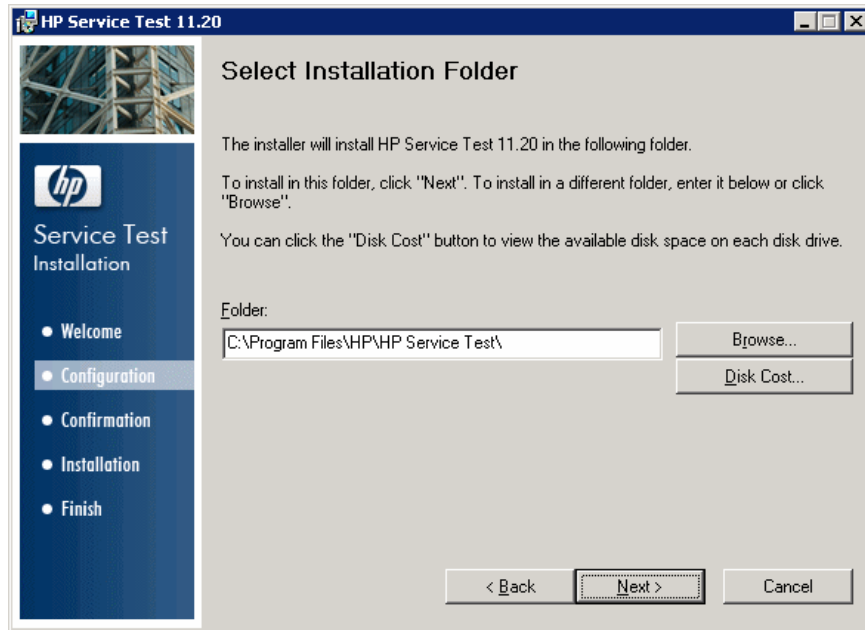 HP Service Test 11.20
Select Installation Folder
The installer will install HP Service Test 11.20 in the following folder.
To install in this folder, click "Next". To install in a different folder, enter it below or click
"Browse".
You can click the "Disk Cost" button to view the available disk space on each disk drive.
hp
Service Test
Installation
Welcome
Configuration
Confirmation
Installation
Finish
Folder:
C:\Program Files\HP\HP Service Test\
Browse...
Disk Cost...
< Back
Next >
Cancel